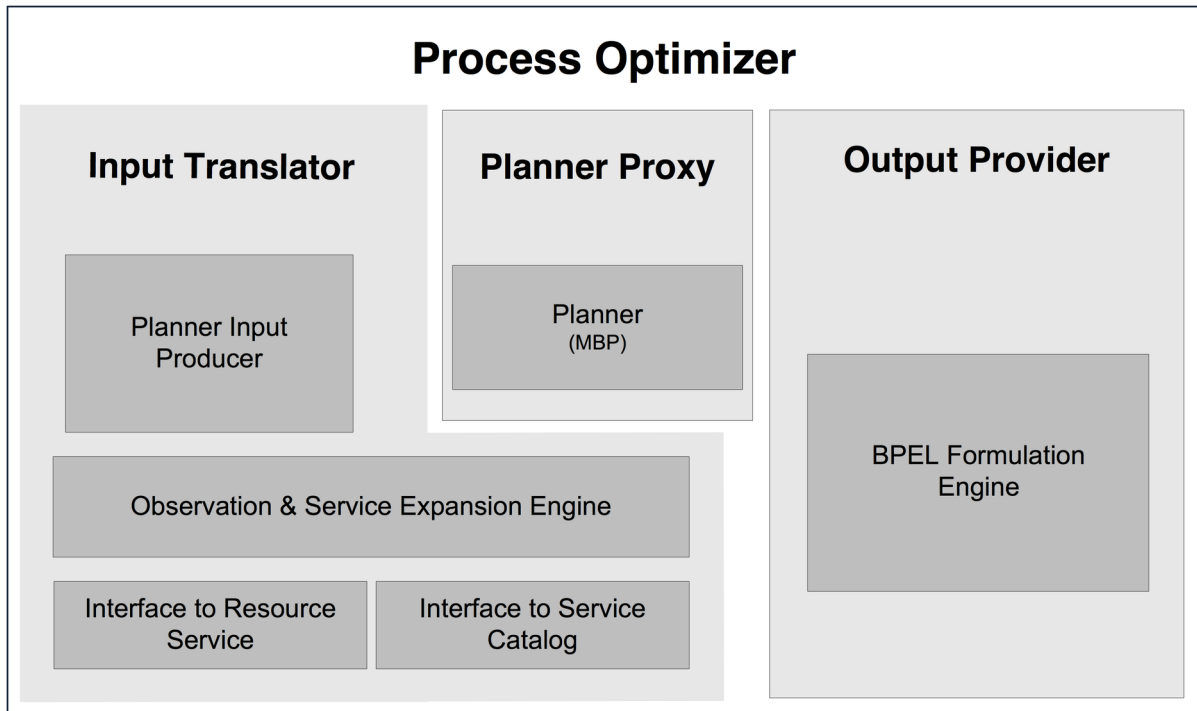 Process Optimizer
Input Translator
Planner Input
Producer
Observation & Service Expansion Engine
Interface to Resource
Service
Interface to Service
Catalog
Planner Proxy
Planner
(MBP)
Output Provider
BPEL Formulation
Engine